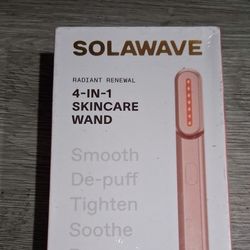 SOLAWAVE
RADIANT RENEWAL
4-IN-1
SKINCARE
WAND
Smooth
De-puff
Tighten
Soothe